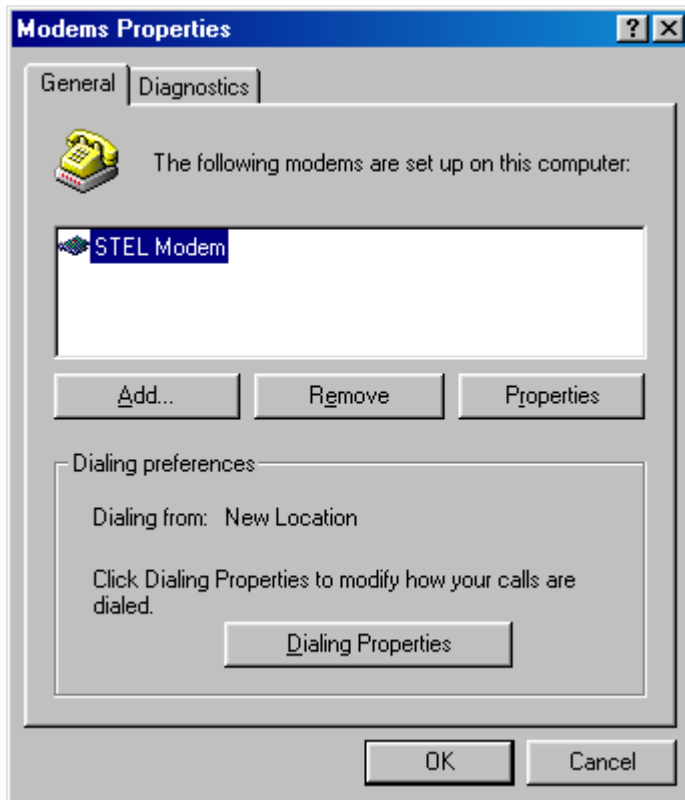 Modems Properties
General Diagnostics
The following modems are set up on this computer:
STEL Modem
Add... Remove Properties
Dialing preferences
Dialing from: New Location
Click Dialing Properties to modify how your calls are
dialed.
Dialing Properties
OK Cancel